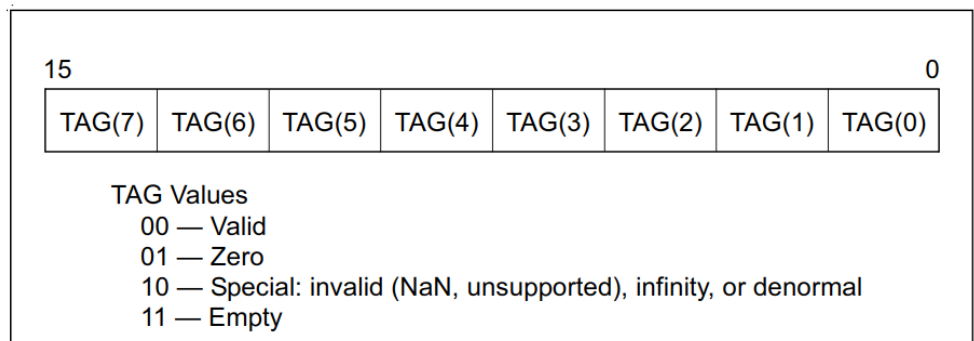 15 0
TAG(7) TAG(6) TAG(5) TAG(4) TAG(3) TAG(2) TAG(1) TAG(0)
TAG Values
00 — Valid
01 — Zero
10 — Special: invalid (NaN, unsupported), infinity, or denormal
11 — Empty